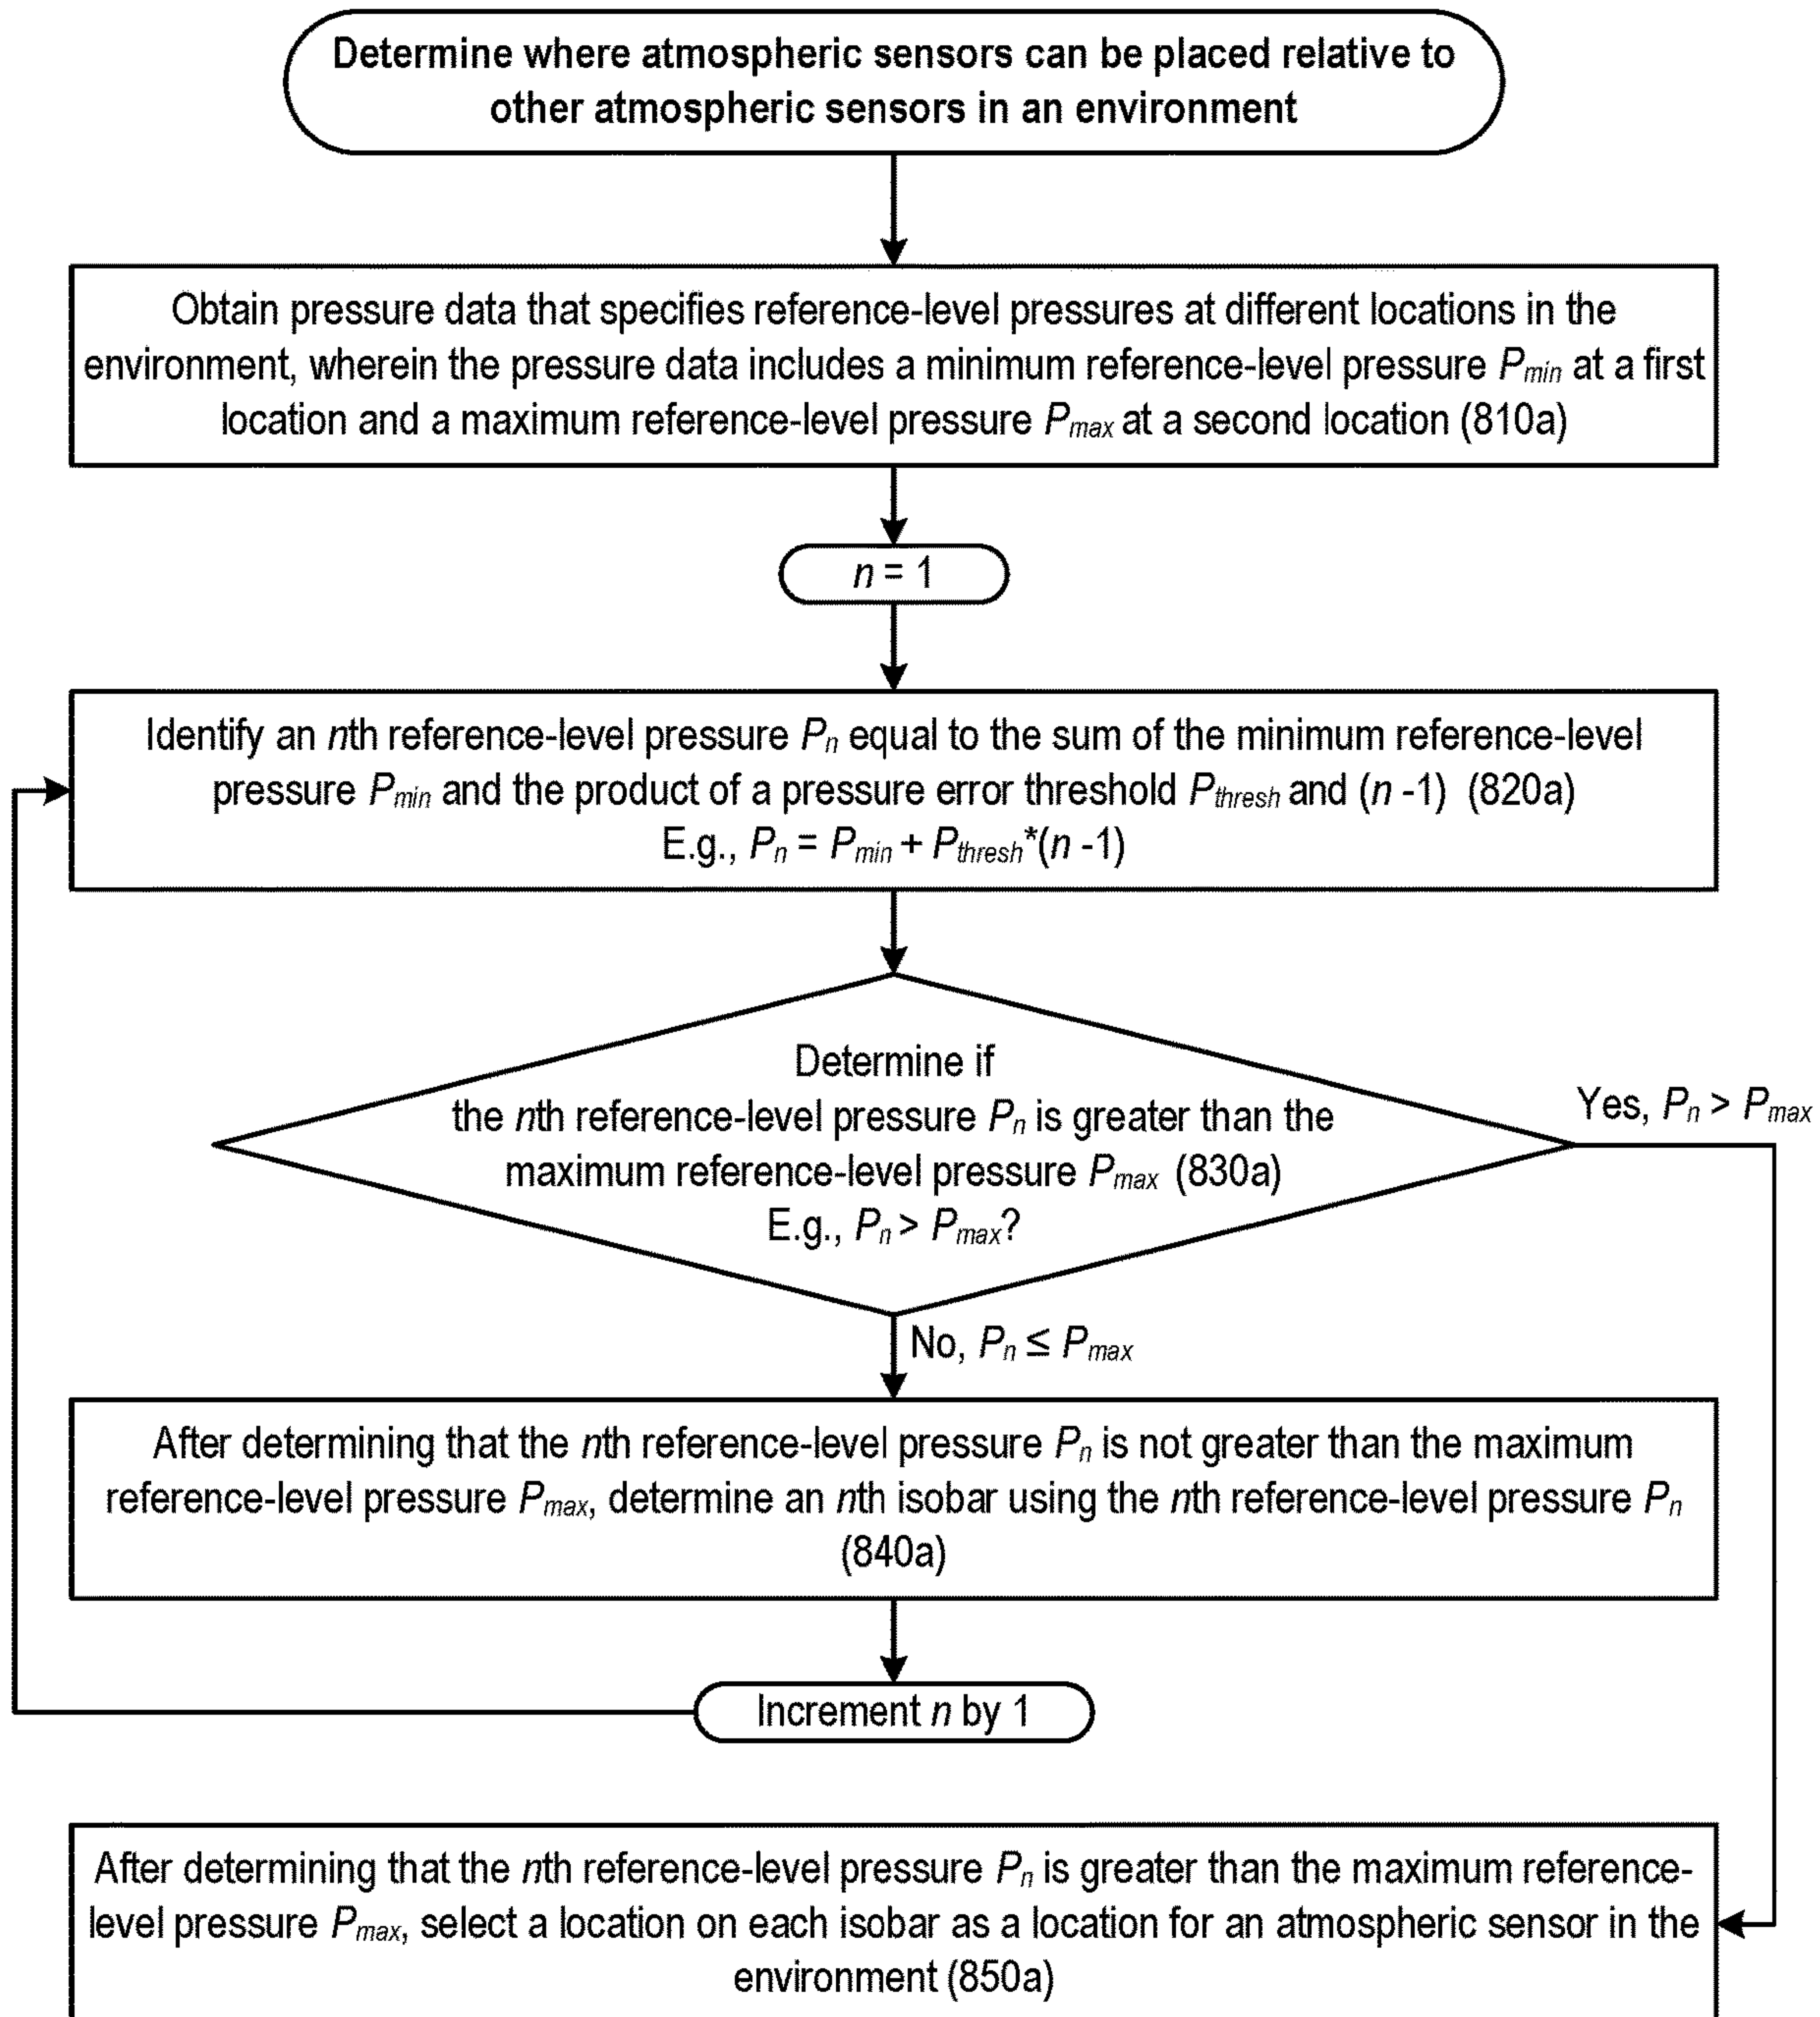 Determine where atmospheric sensors can be placed relative to
other atmospheric sensors in an environment
Obtain pressure data that specifies reference-level pressures at different locations in the
environment, wherein the pressure data includes a minimum reference-level pressure Pmin at a first
location and a maximum reference-level pressure Pmax at a second location (810a)
n = 1
Identify an nth reference-level pressure Pn equal to the sum of the minimum reference-level
pressure Pmin and the product of a pressure error threshold Pthresh and (n -1) (820a)
E.g., Pn = Pmin + Pthresh*(n -1)
Determine if
the nth reference-level pressure Pn is greater than the
maximum reference-level pressure Pmax (830a)
E.g., Pn > Pmax?
Yes, Pn > Pmax
No, Pn ≤ Pmax
After determining that the nth reference-level pressure Pn is not greater than the maximum
reference-level pressure Pmax, determine an nth isobar using the nth reference-level pressure Pn
(840a)
Increment n by 1
After determining that the nth reference-level pressure Pn is greater than the maximum reference-
level pressure Pmax, select a location on each isobar as a location for an atmospheric sensor in the
environment (850a)